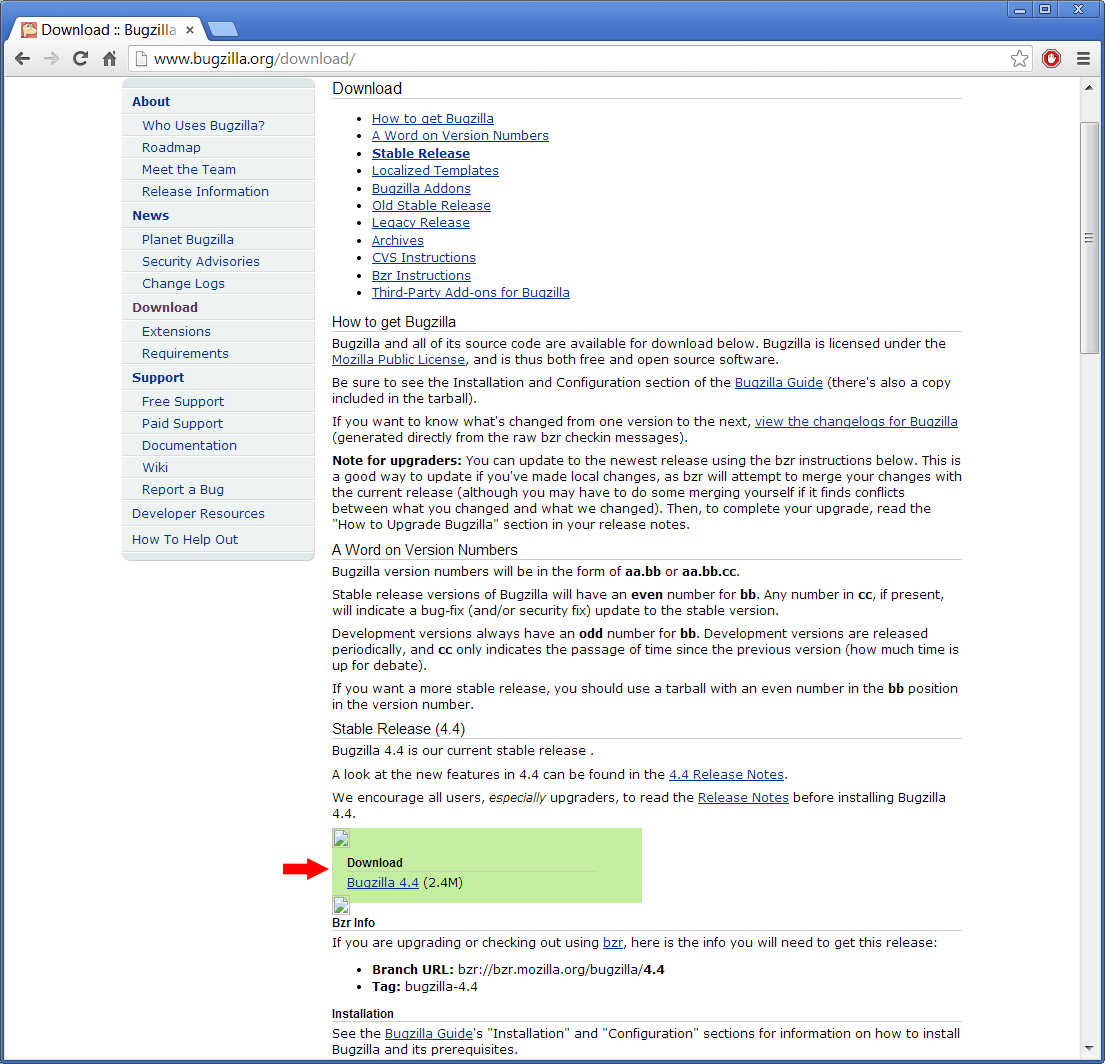 Download :: Bugzilla
www.bugzilla.org/download/
About
Who Uses Bugzilla?
Roadmap
Meet the Team
Release Information
News
Planet Bugzilla
Security Advisories
Change Logs
Download
Extensions
Requirements
Support
Free Support
Paid Support
Documentation
Wiki
Report a Bug
Developer Resources
How To Help Out
Download
How to get Bugzilla
A Word on Version Numbers
Stable Release
Localized Templates
Bugzilla Addons
Old Stable Release
Legacy Release
Archives
CVS Instructions
Bzr Instructions
Third-Party Add-ons for Bugzilla
How to get Bugzilla
Bugzilla and all of its source code are available for download below. Bugzilla is licensed under the
Mozilla Public License, and is thus both free and open source software.
Be sure to see the Installation and Configuration section of the Bugzilla Guide (there's also a copy
included in the tarball).
If you want to know what's changed from one version to the next, view the changelogs for Bugzilla
(generated directly from the raw bzr checkin messages).
Note for upgraders: You can update to the newest release using the bzr instructions below. This is
a good way to update if you've made local changes, as bzr will attempt to merge your changes with
the current release (although you may have to do some merging yourself if it finds conflicts
between what you changed and what we changed). Then, to complete your upgrade, read the
"How to Upgrade Bugzilla" section in your release notes.
A Word on Version Numbers
Bugzilla version numbers will be in the form of aa.bb or aa.bb.cc.
Stable release versions of Bugzilla will have an even number for bb. Any number in cc, if present,
will indicate a bug-fix (and/or security fix) update to the stable version.
Development versions always have an odd number for bb. Development versions are released
periodically, and cc only indicates the passage of time since the previous version (how much time is
up for debate).
If you want a more stable release, you should use a tarball with an even number in the bb position
in the version number.
Stable Release (4.4)
Bugzilla 4.4 is our current stable release .
A look at the new features in 4.4 can be found in the 4.4 Release Notes.
We encourage all users, especially upgraders, to read the Release Notes before installing Bugzilla
4.4.
Download
Bugzilla 4.4 (2.4M)
Bzr Info
If you are upgrading or checking out using bzr, here is the info you will need to get this release:
Branch URL: bzr://bzr.mozilla.org/bugzilla/4.4
Tag: bugzilla-4.4
Installation
See the Bugzilla Guide's "Installation" and "Configuration" sections for information on how to install
Bugzilla and its prerequisites.